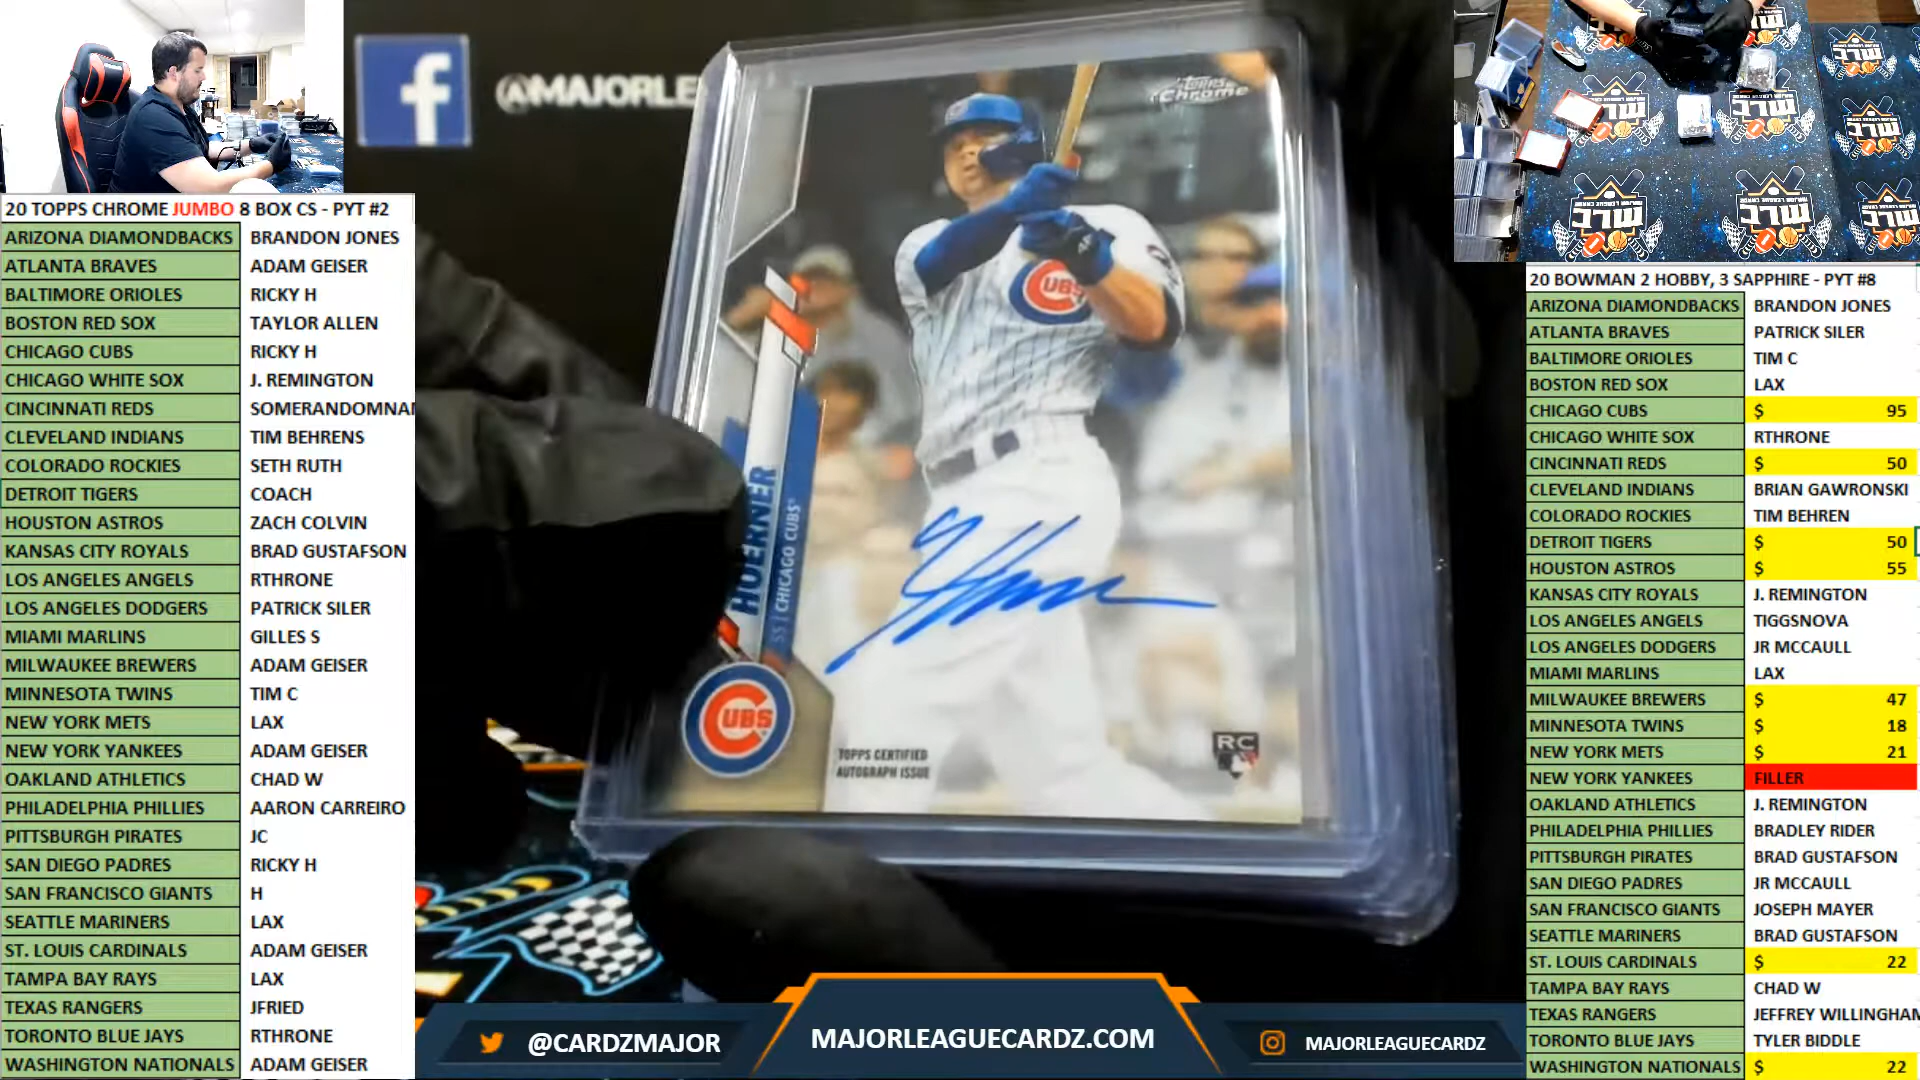 @MAJORLE
Topps
Chrome
HOERNER
SS | CHICAGO CUBS
CUBS
UBS
TOPPS CERTIFIED
AUTOGRAPH ISSUE
RC
20 TOPPS CHROME JUMBO 8 BOX CS - PYT #2
ARIZONA DIAMONDBACKS BRANDON JONES
ATLANTA BRAVES ADAM GEISER
BALTIMORE ORIOLES RICKY H
BOSTON RED SOX TAYLOR ALLEN
CHICAGO CUBS RICKY H
CHICAGO WHITE SOX J. REMINGTON
CINCINNATI REDS SOMERANDOMNA
CLEVELAND INDIANS TIM BEHRENS
COLORADO ROCKIES SETH RUTH
DETROIT TIGERS COACH
HOUSTON ASTROS ZACH COLVIN
KANSAS CITY ROYALS BRAD GUSTAFSON
LOS ANGELES ANGELS RTHRONE
LOS ANGELES DODGERS PATRICK SILER
MIAMI MARLINS GILLES S
MILWAUKEE BREWERS ADAM GEISER
MINNESOTA TWINS TIM C
NEW YORK METS LAX
NEW YORK YANKEES ADAM GEISER
OAKLAND ATHLETICS CHAD W
PHILADELPHIA PHILLIES AARON CARREIRO
PITTSBURGH PIRATES JC
SAN DIEGO PADRES RICKY H
SAN FRANCISCO GIANTS H
SEATTLE MARINERS LAX
ST. LOUIS CARDINALS ADAM GEISER
TAMPA BAY RAYS LAX
TEXAS RANGERS JFRIED
TORONTO BLUE JAYS RTHRONE
WASHINGTON NATIONALS ADAM GEISER
20 BOWMAN 2 HOBBY, 3 SAPPHIRE - PYT #8
ARIZONA DIAMONDBACKS BRANDON JONES
ATLANTA BRAVES PATRICK SILER
BALTIMORE ORIOLES TIM C
BOSTON RED SOX LAX
CHICAGO CUBS $ 95
CHICAGO WHITE SOX RTHRONE
CINCINNATI REDS $ 50
CLEVELAND INDIANS BRIAN GAWRONSKI
COLORADO ROCKIES TIM BEHREN
DETROIT TIGERS $ 50
HOUSTON ASTROS $ 55
KANSAS CITY ROYALS J. REMINGTON
LOS ANGELES ANGELS TIGGSNOVA
LOS ANGELES DODGERS JR MCCAULL
MIAMI MARLINS LAX
MILWAUKEE BREWERS $ 47
MINNESOTA TWINS $ 18
NEW YORK METS $ 21
NEW YORK YANKEES FILLER
OAKLAND ATHLETICS J. REMINGTON
PHILADELPHIA PHILLIES BRADLEY RIDER
PITTSBURGH PIRATES BRAD GUSTAFSON
SAN DIEGO PADRES JR MCCAULL
SAN FRANCISCO GIANTS JOSEPH MAYER
SEATTLE MARINERS BRAD GUSTAFSON
ST. LOUIS CARDINALS $ 22
TAMPA BAY RAYS CHAD W
TEXAS RANGERS JEFFREY WILLINGHAM
TORONTO BLUE JAYS TYLER BIDDLE
WASHINGTON NATIONALS $ 22
@CARDZMAJOR
MAJORLEAGUECARDZ.COM
MAJORLEAGUECARDZ